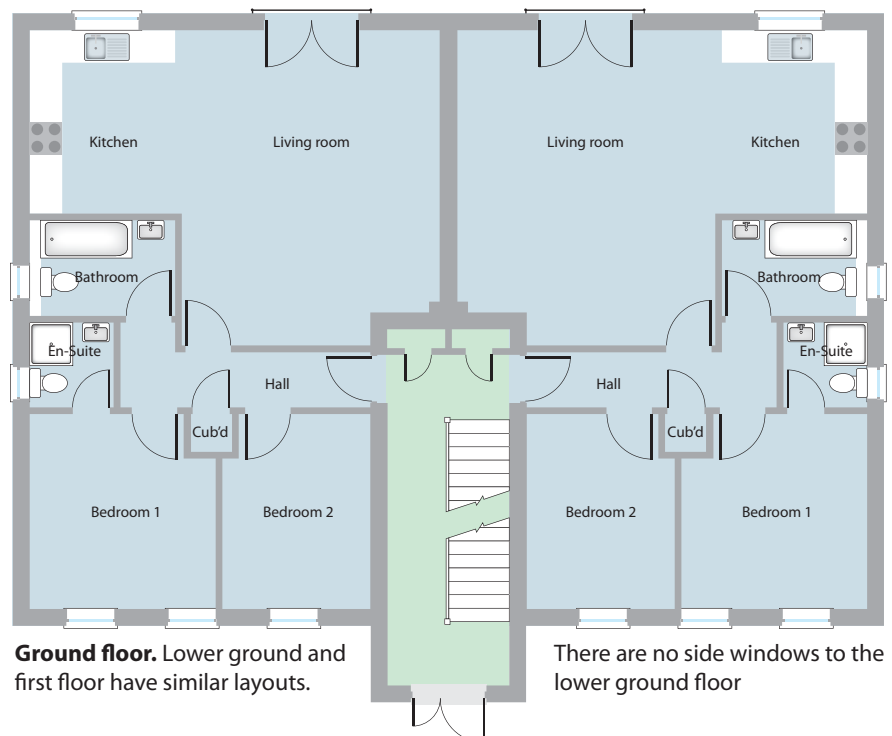 Kitchen
Living room
Living room
Kitchen
Bathroom
Bathroom
En-Suite
En-Suite
Hall
Hall
Cub'd
Cub'd
Bedroom 1
Bedroom 2
Bedroom 2
Bedroom 1
Ground floor. Lower ground and
first floor have similar layouts.
There are no side windows to the
lower ground floor